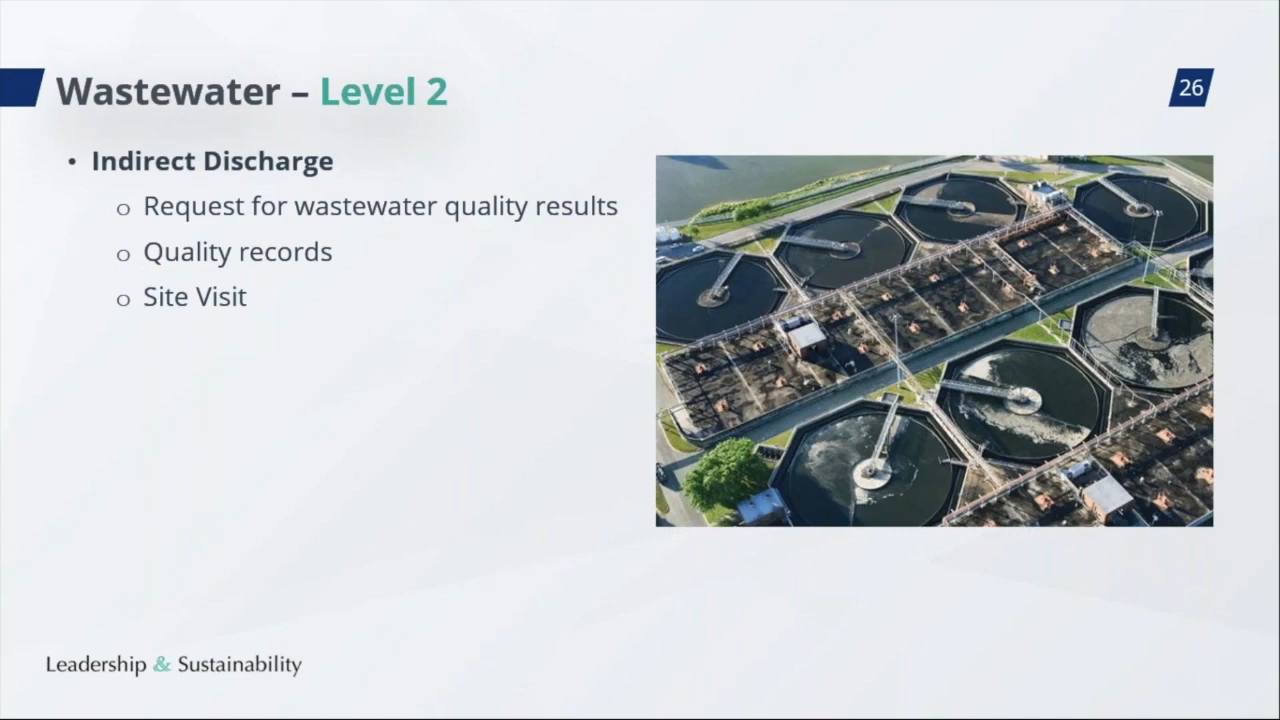 Wastewater – Level 2
26
• Indirect Discharge
o Request for wastewater quality results
o Quality records
o Site Visit
Leadership & Sustainability